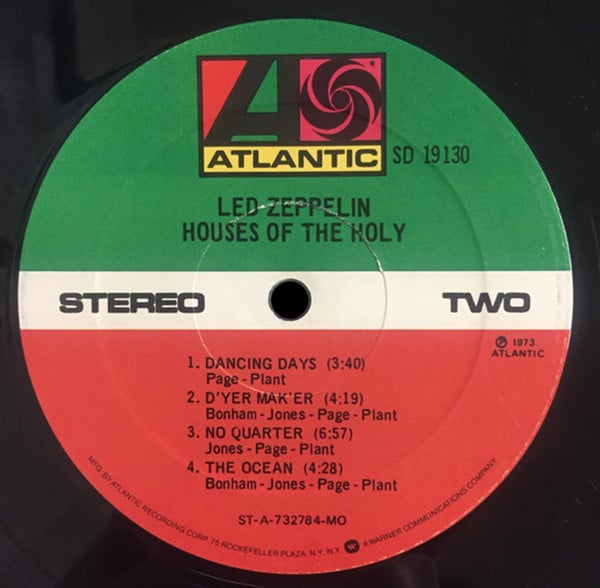 ATLANTIC
SD 19130
LED ZEPPELIN
HOUSES OF THE HOLY
STEREO TWO
℗ 1973
ATLANTIC
1. DANCING DAYS (3:40)
Page - Plant
2. D'YER MAK'ER (4:19)
Bonham - Jones - Page - Plant
3. NO QUARTER (6:57)
Jones - Page - Plant
4. THE OCEAN (4:28)
Bonham - Jones - Page - Plant
ST-A-732784-MO
MFG. BY ATLANTIC RECORDING CORP. 75 ROCKEFELLER PLAZA, N.Y., N.Y. A WARNER COMMUNICATIONS COMPANY